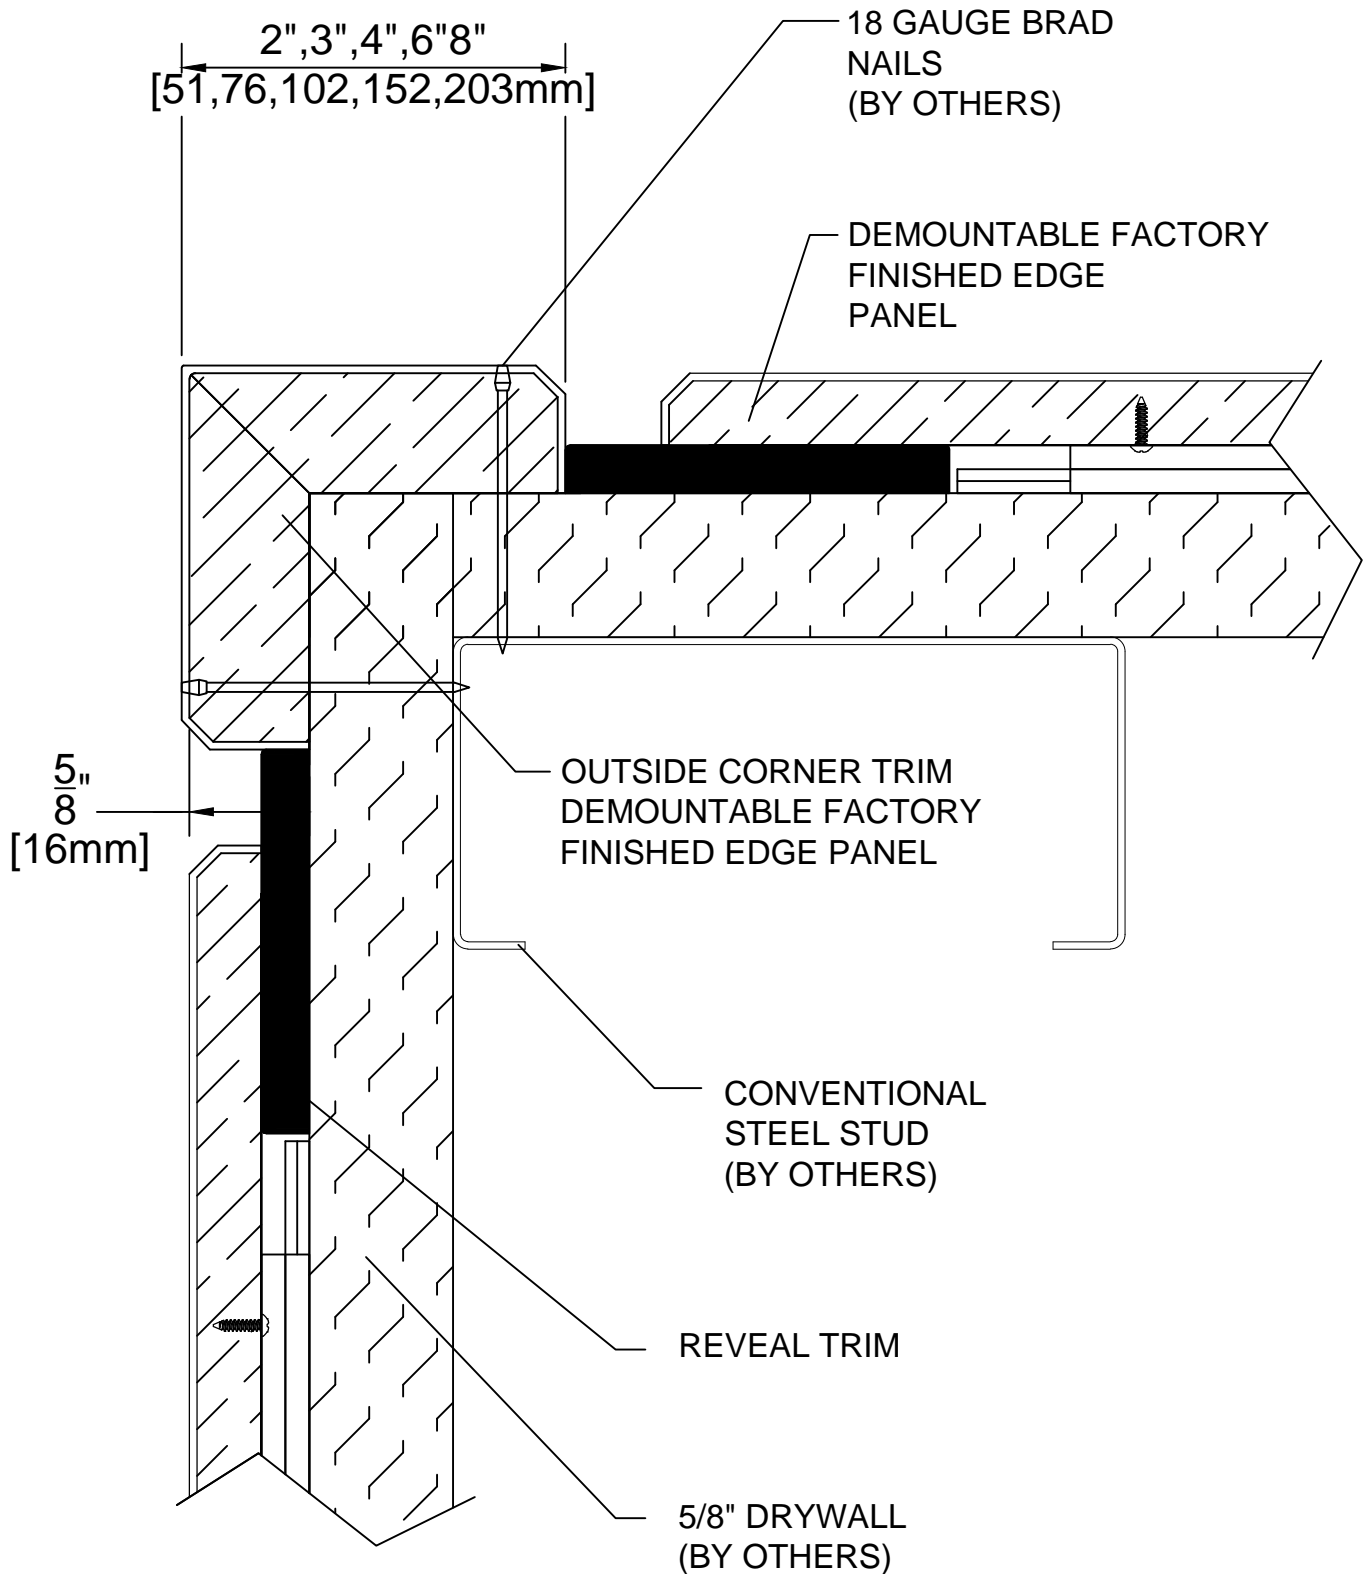 2",3",4",6"8"
[51,76,102,152,203mm]
18 GAUGE BRAD
NAILS
(BY OTHERS)
DEMOUNTABLE FACTORY
FINISHED EDGE
PANEL
5/8"
[16mm]
OUTSIDE CORNER TRIM
DEMOUNTABLE FACTORY
FINISHED EDGE PANEL
CONVENTIONAL
STEEL STUD
(BY OTHERS)
REVEAL TRIM
5/8" DRYWALL
(BY OTHERS)